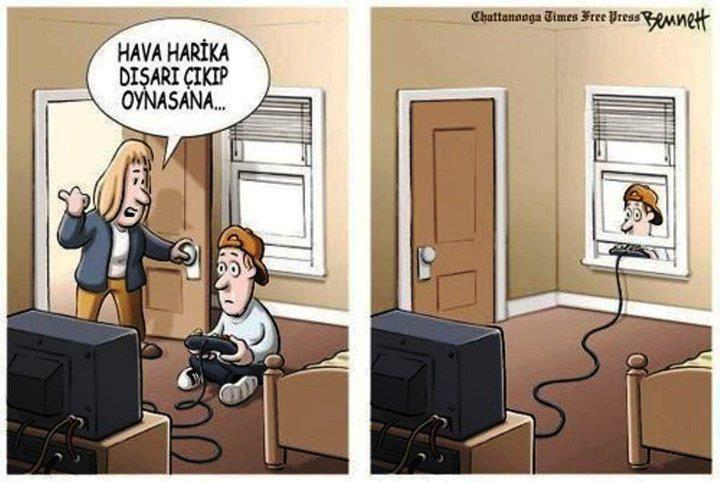 Chattanooga Times Free Press Bennett
HAVA HARİKA
DIŞARI ÇIKIP
OYNASANA...